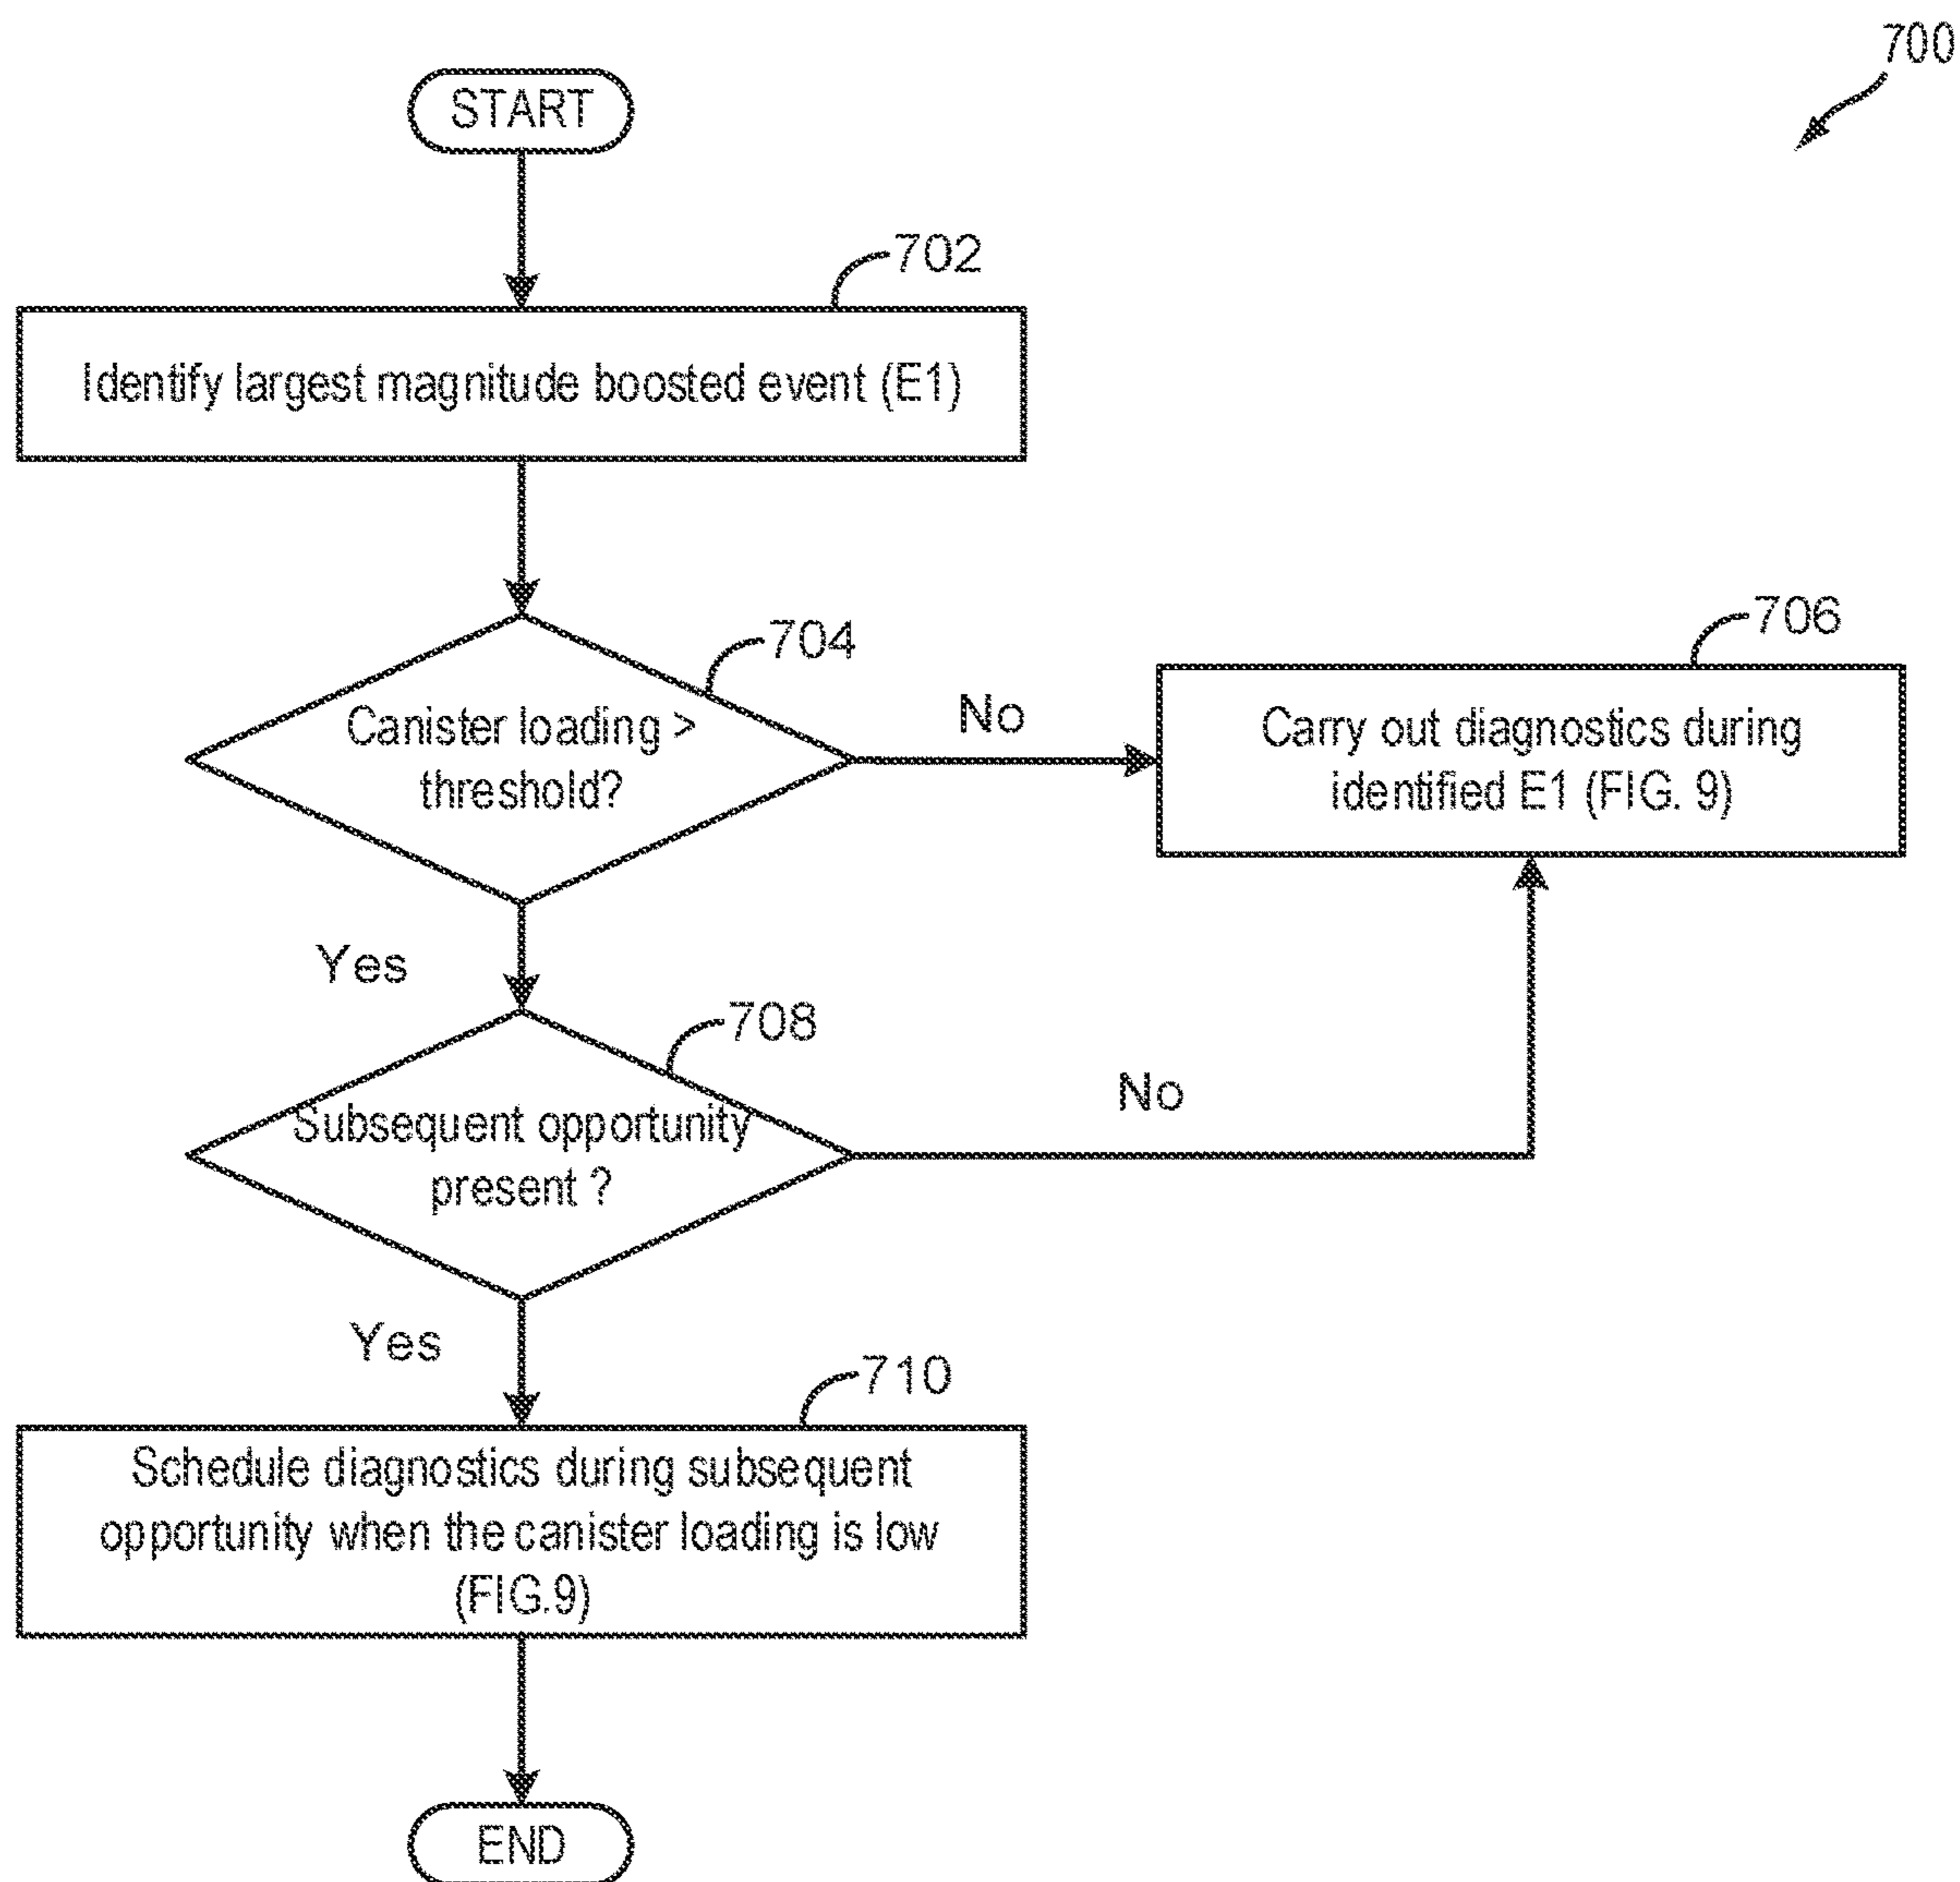 700
START
702
Identify largest magnitude boosted event (E1)
704
Canister loading >
threshold?
No
706
Carry out diagnostics during
identified E1 (FIG. 9)
Yes
708
Subsequent opportunity
present ?
No
Yes
710
Schedule diagnostics during subsequent
opportunity when the canister loading is low
(FIG.9)
END